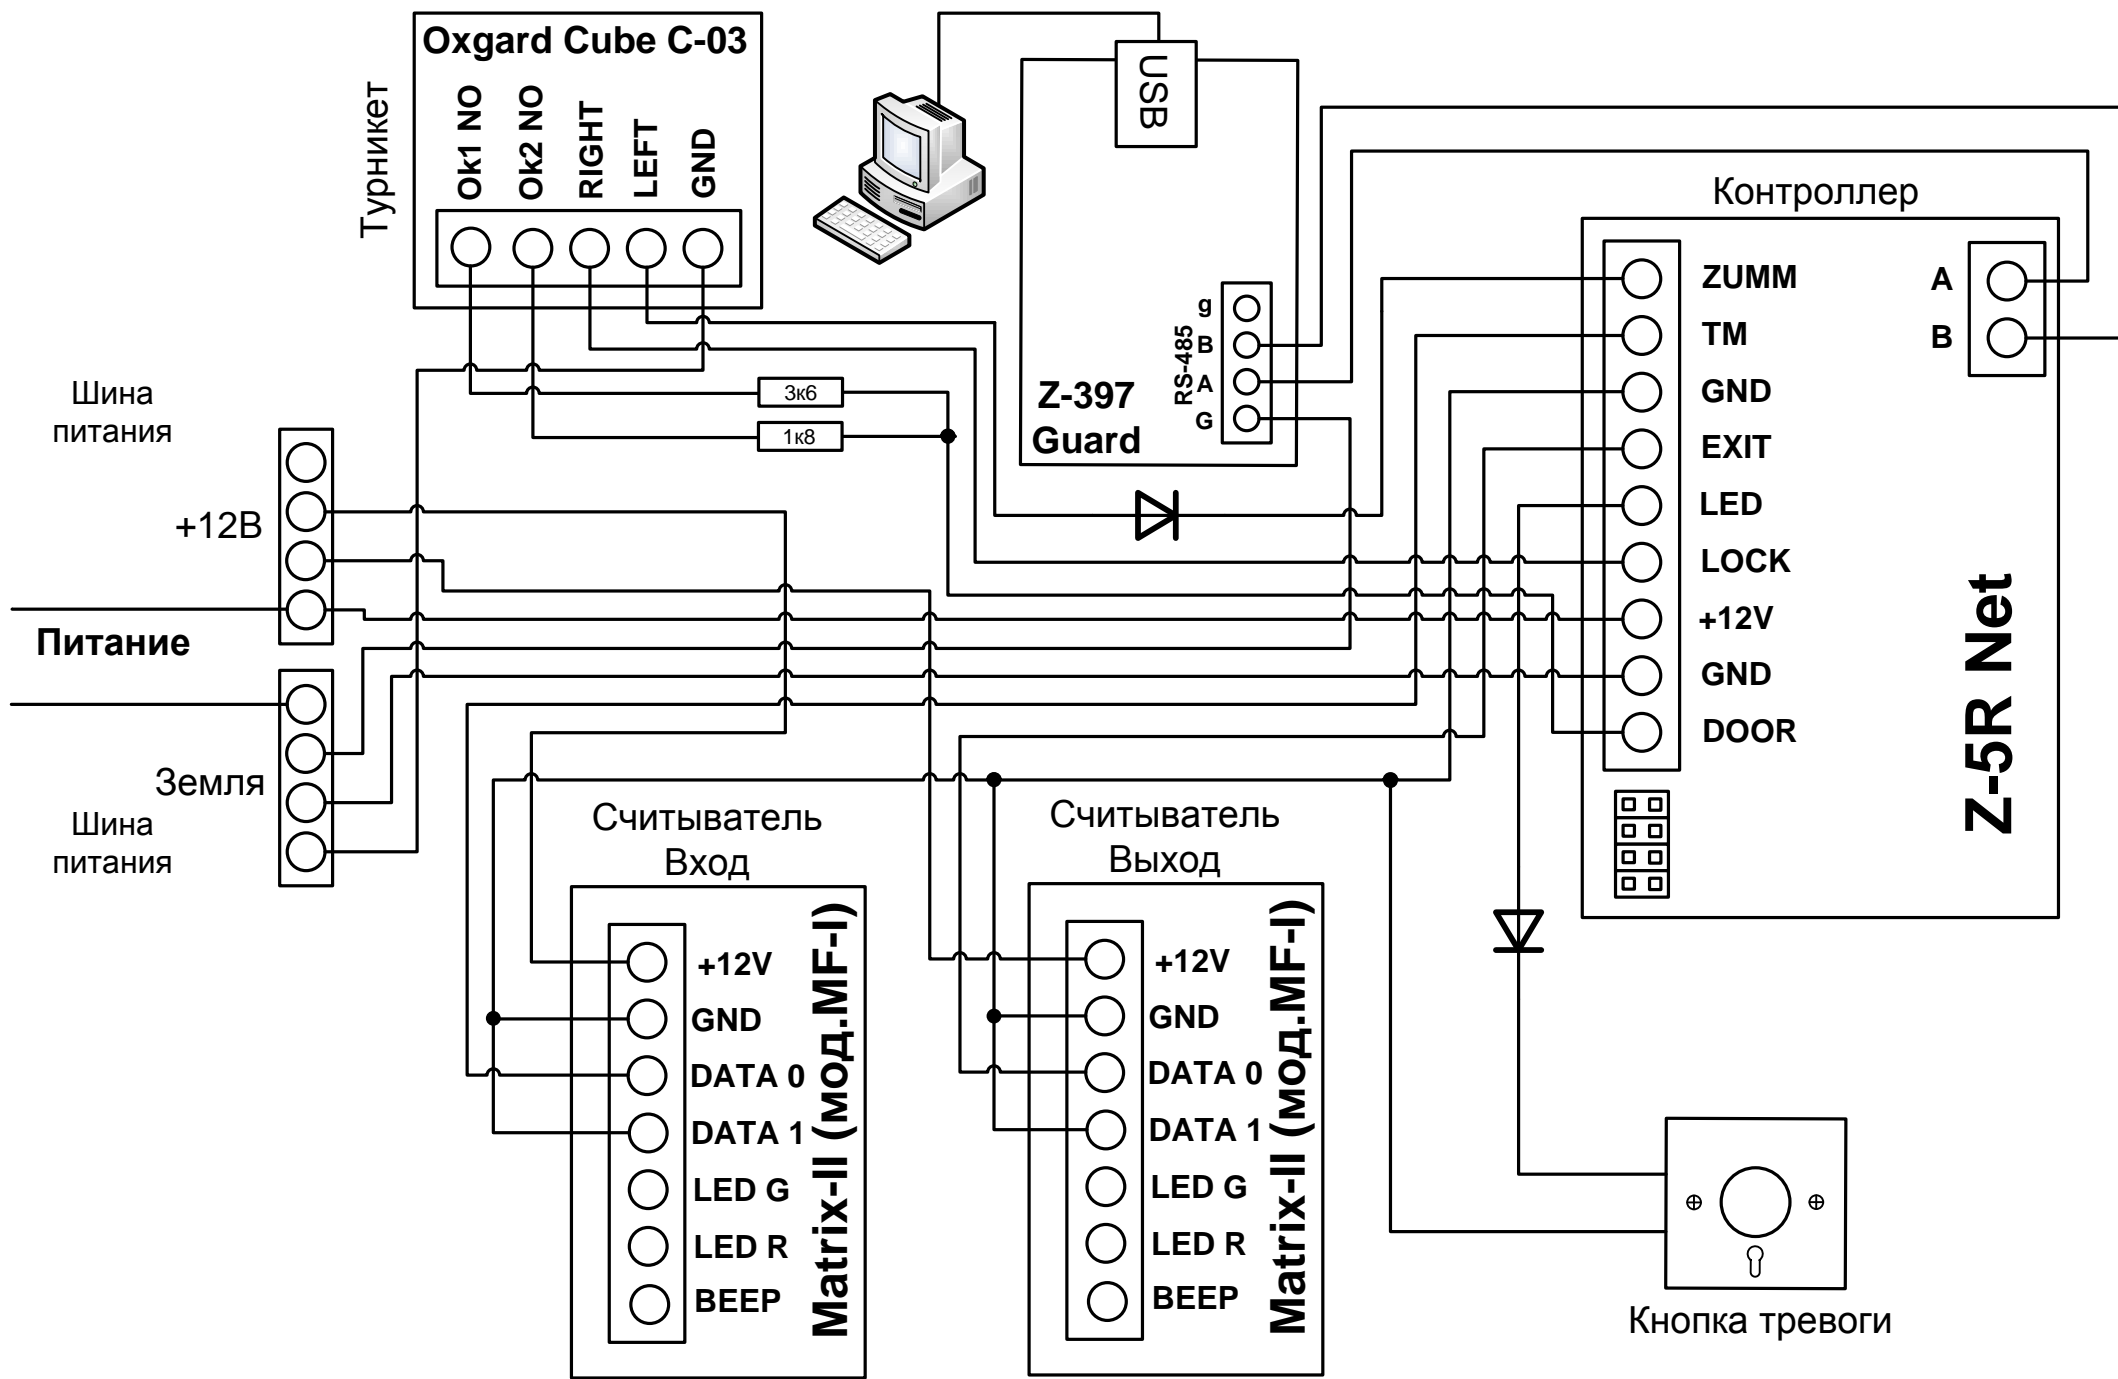 Oxgard Cube C-03
Турникет
Ok1 NO
Ok2 NO
RIGHT
LEFT
GND
USB
g
B
A
G
RS-485
Z-397
Guard
Контроллер
ZUMM
TM
GND
EXIT
LED
LOCK
+12V
GND
DOOR
A
B
Z-5R Net
3к6
1к8
Шина
питания
+12В
Питание
Земля
Шина
питания
Считыватель
Вход
+12V
GND
DATA 0
DATA 1
LED G
LED R
BEEP
Matrix-II (мод.MF-I)
Считыватель
Выход
+12V
GND
DATA 0
DATA 1
LED G
LED R
BEEP
Matrix-II (мод.MF-I)
Кнопка тревоги